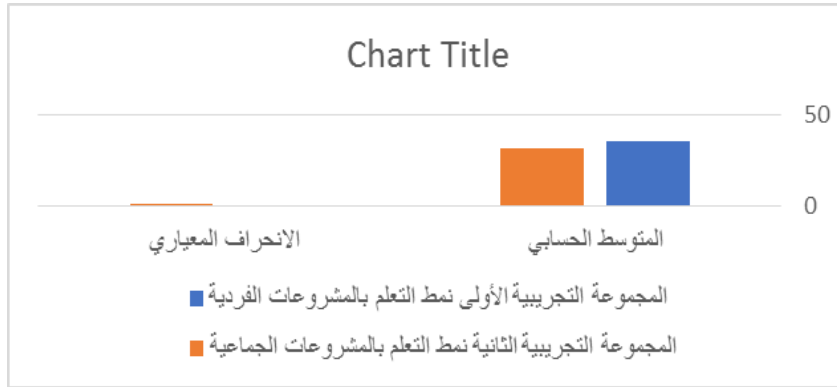 Chart Title
50
0
المتوسط الحسابي
الانحراف المعياري
المجموعة التجريبية الأولى نمط التعلم بالمشروعات الفردية
المجموعة التجريبية الثانية نمط التعلم بالمشروعات الجماعية